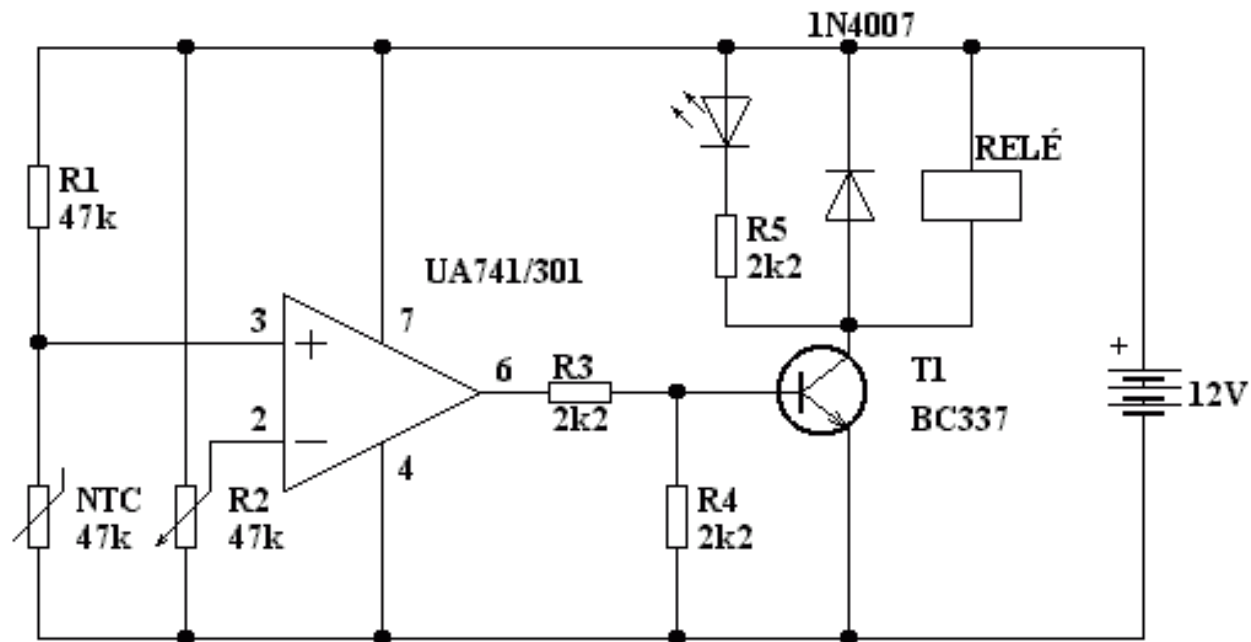 1N4007
R1
47k
RELÉ
R5
2k2
UA741/301
3
7
6
R3
2k2
2
4
T1
BC337
+
12V
NTC
47k
R2
47k
R4
2k2